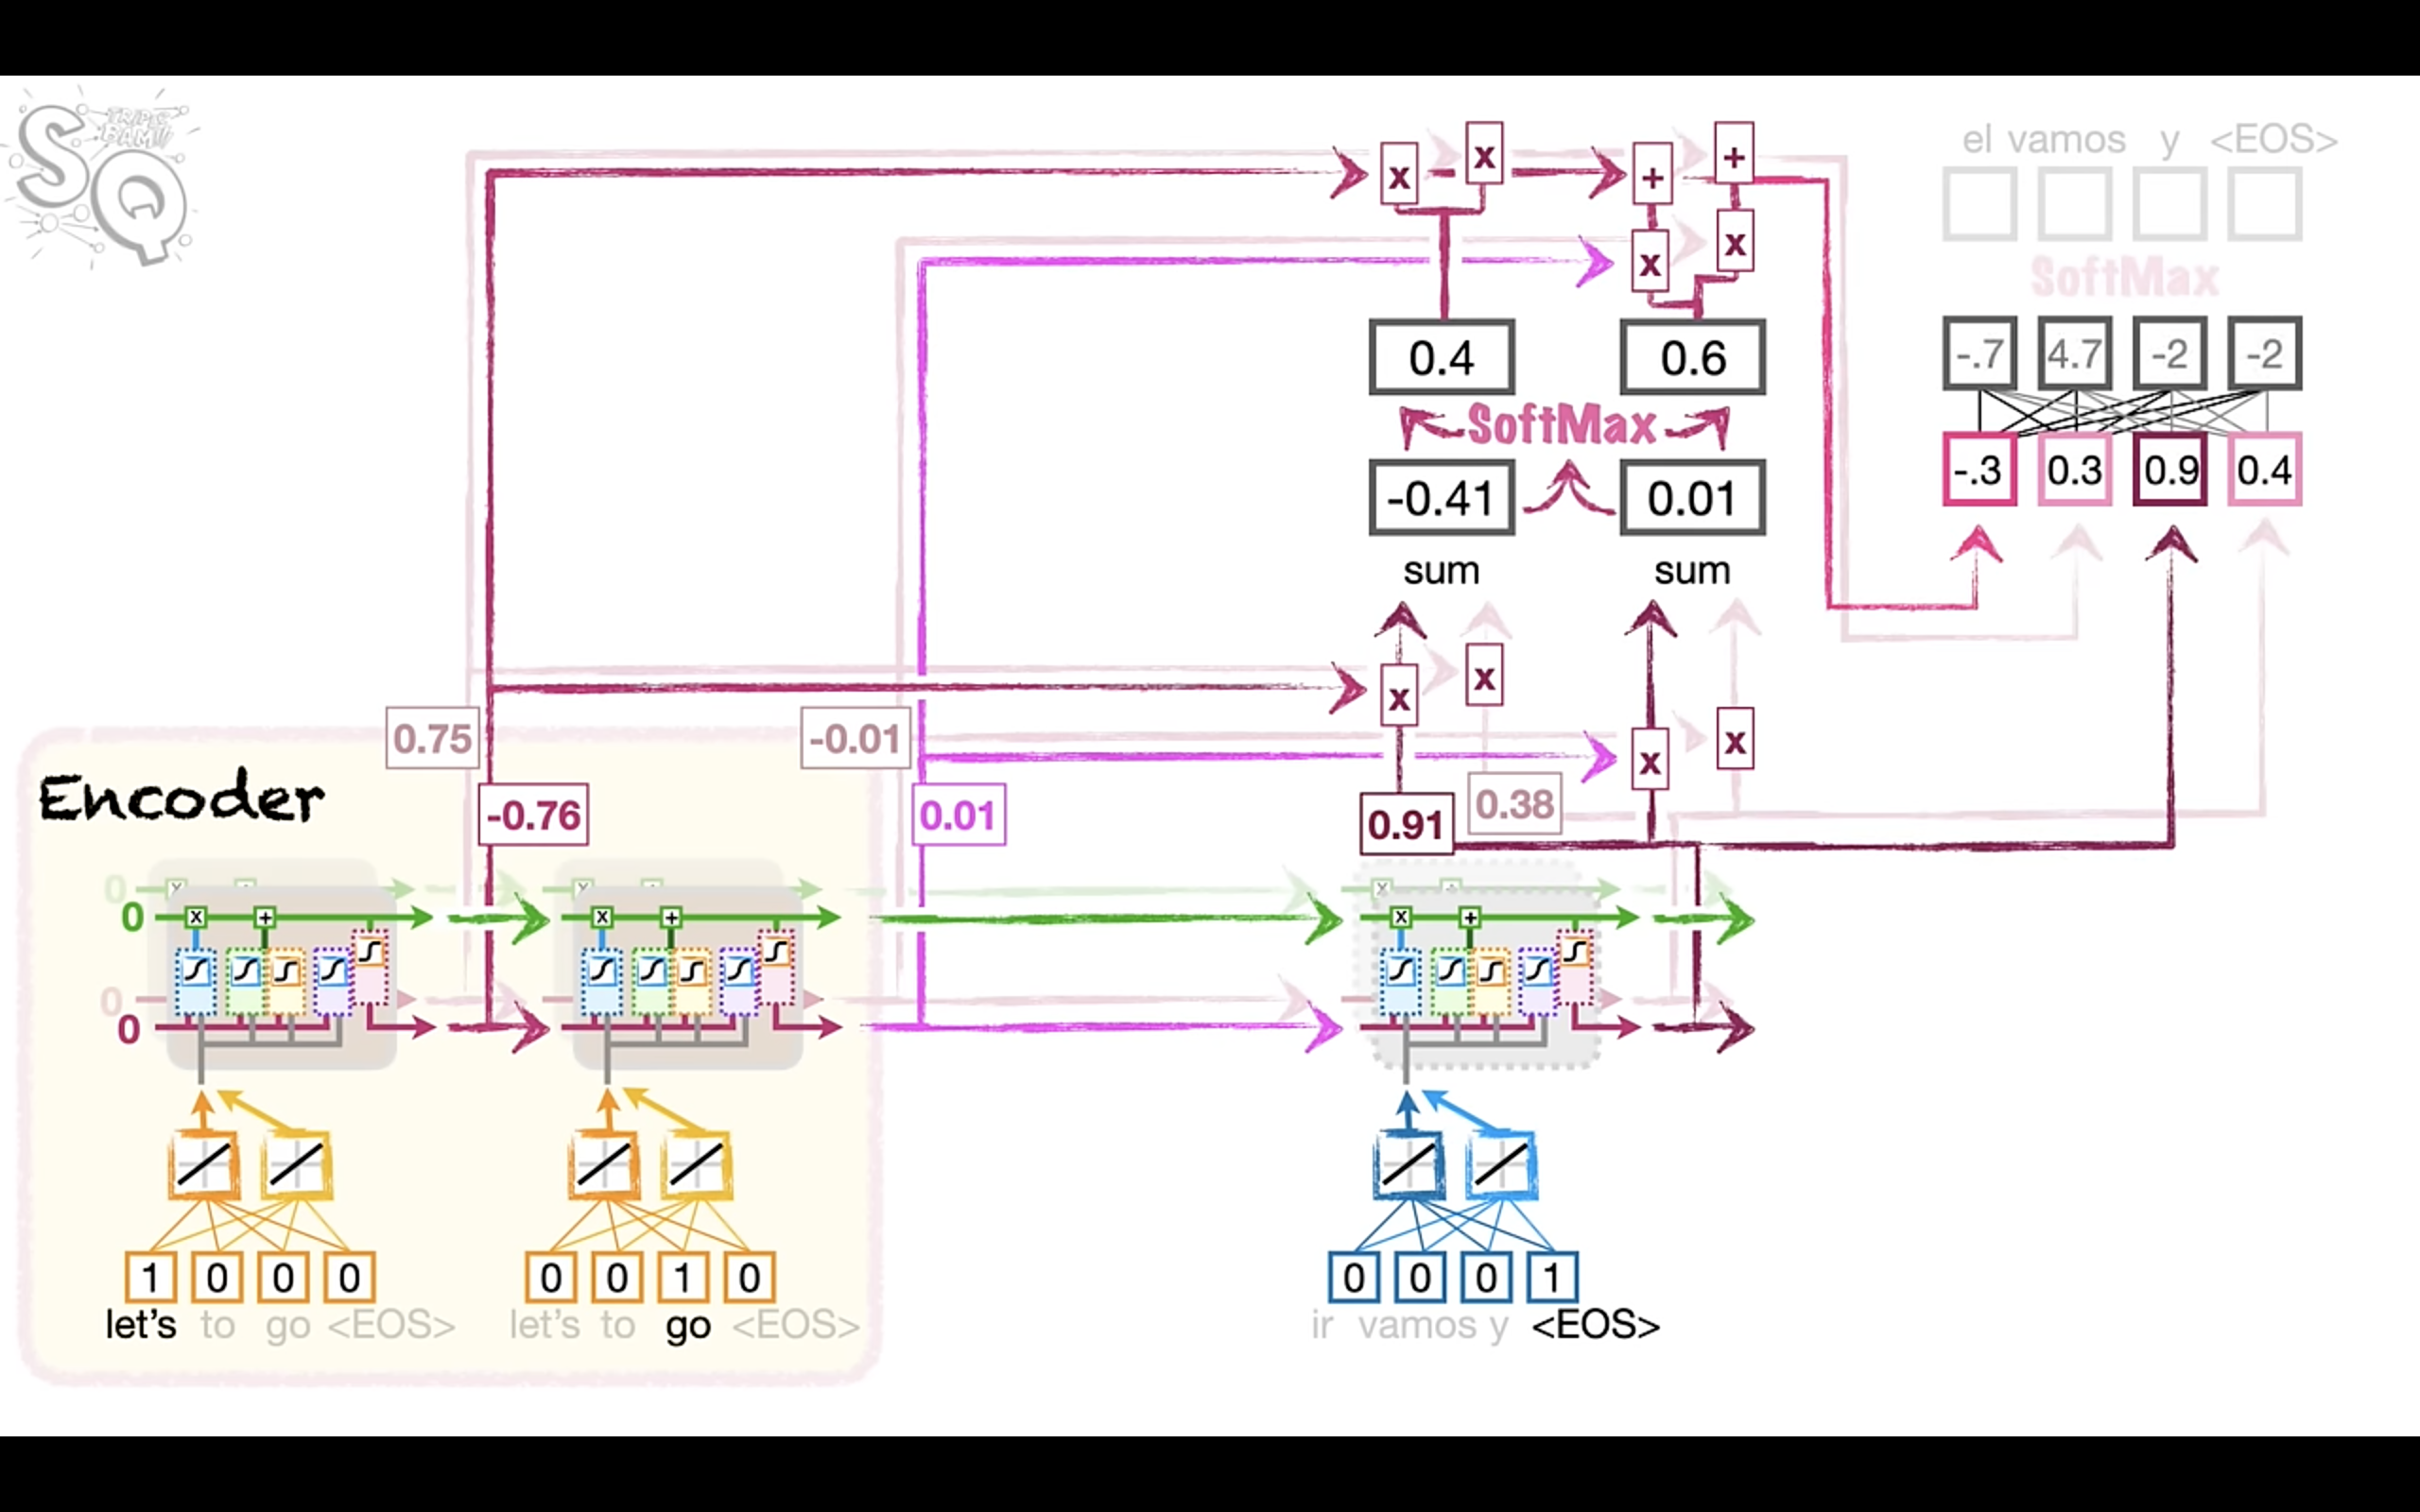 SQ
TRIPLE
BAM!!
el vamos y <EOS>
SoftMax
x x + +
x x
0.4 0.6
-.7 4.7 -2 -2
SoftMax
-.3 0.3 0.9 0.4
-0.41 0.01
sum sum
x x
0.75 -0.01
x x
Encoder
-0.76 0.01 0.91 0.38
0 x + x + x +
0 x + x + x +
0
0
1 0 0 0 0 0 1 0 0 0 0 1
let's to go <EOS> let's to go <EOS> ir vamos y <EOS>